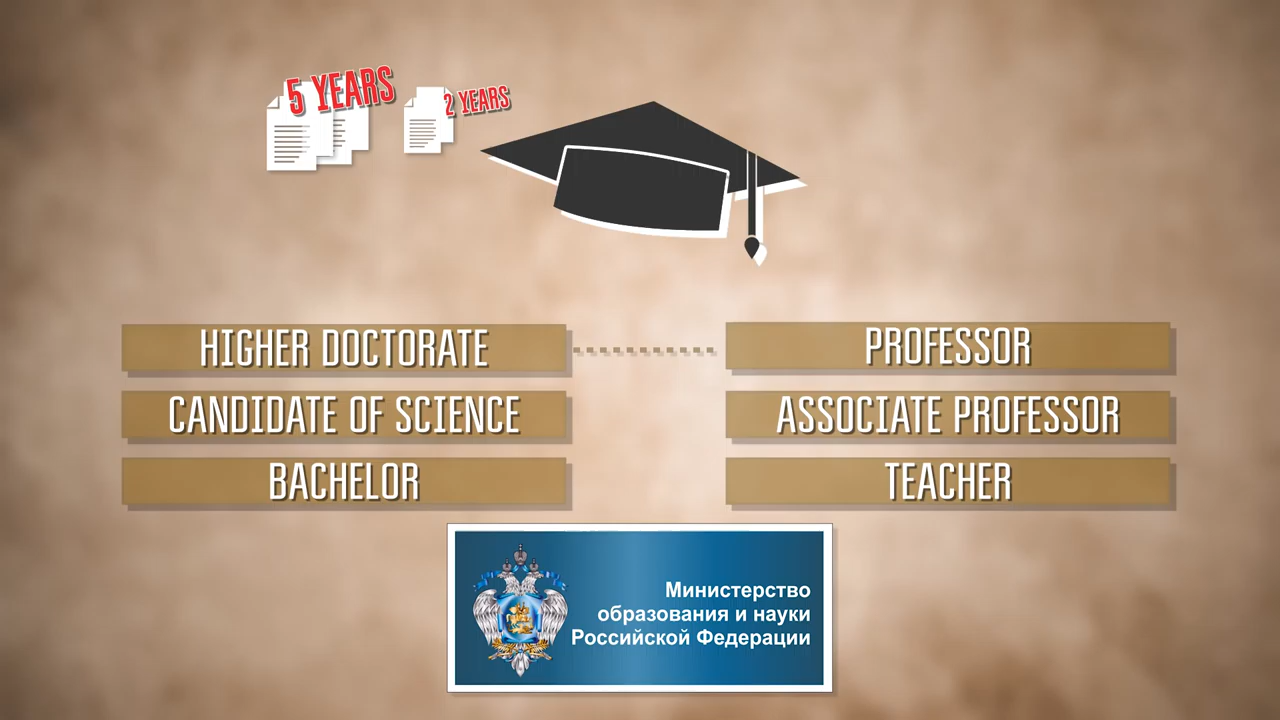 5 YEARS
2 YEARS
HIGHER DOCTORATE
PROFESSOR
CANDIDATE OF SCIENCE
ASSOCIATE PROFESSOR
BACHELOR
TEACHER
Министерство
образования и науки
Российской Федерации